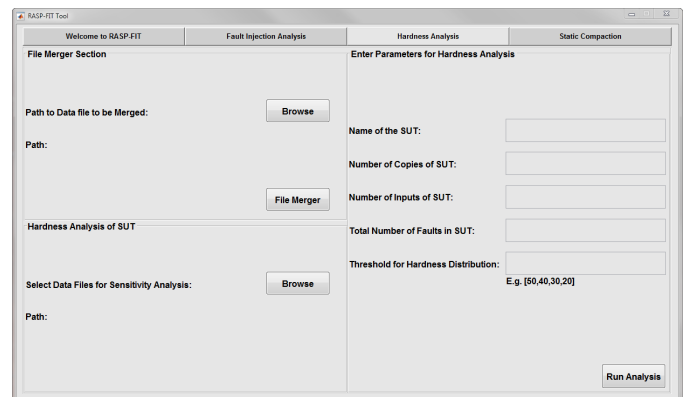 RASP-FIT Tool
Welcome to RASP-FIT
Fault Injection Analysis
Hardness Analysis
Static Compaction
File Merger Section
Path to Data file to be Merged:
Browse
Path:
File Merger
Hardness Analysis of SUT
Select Data Files for Sensitivity Analysis:
Browse
Path:
Enter Parameters for Hardness Analysis
Name of the SUT:
Number of Copies of SUT:
Number of Inputs of SUT:
Total Number of Faults in SUT:
Threshold for Hardness Distribution:
E.g. [50,40,30,20]
Run Analysis